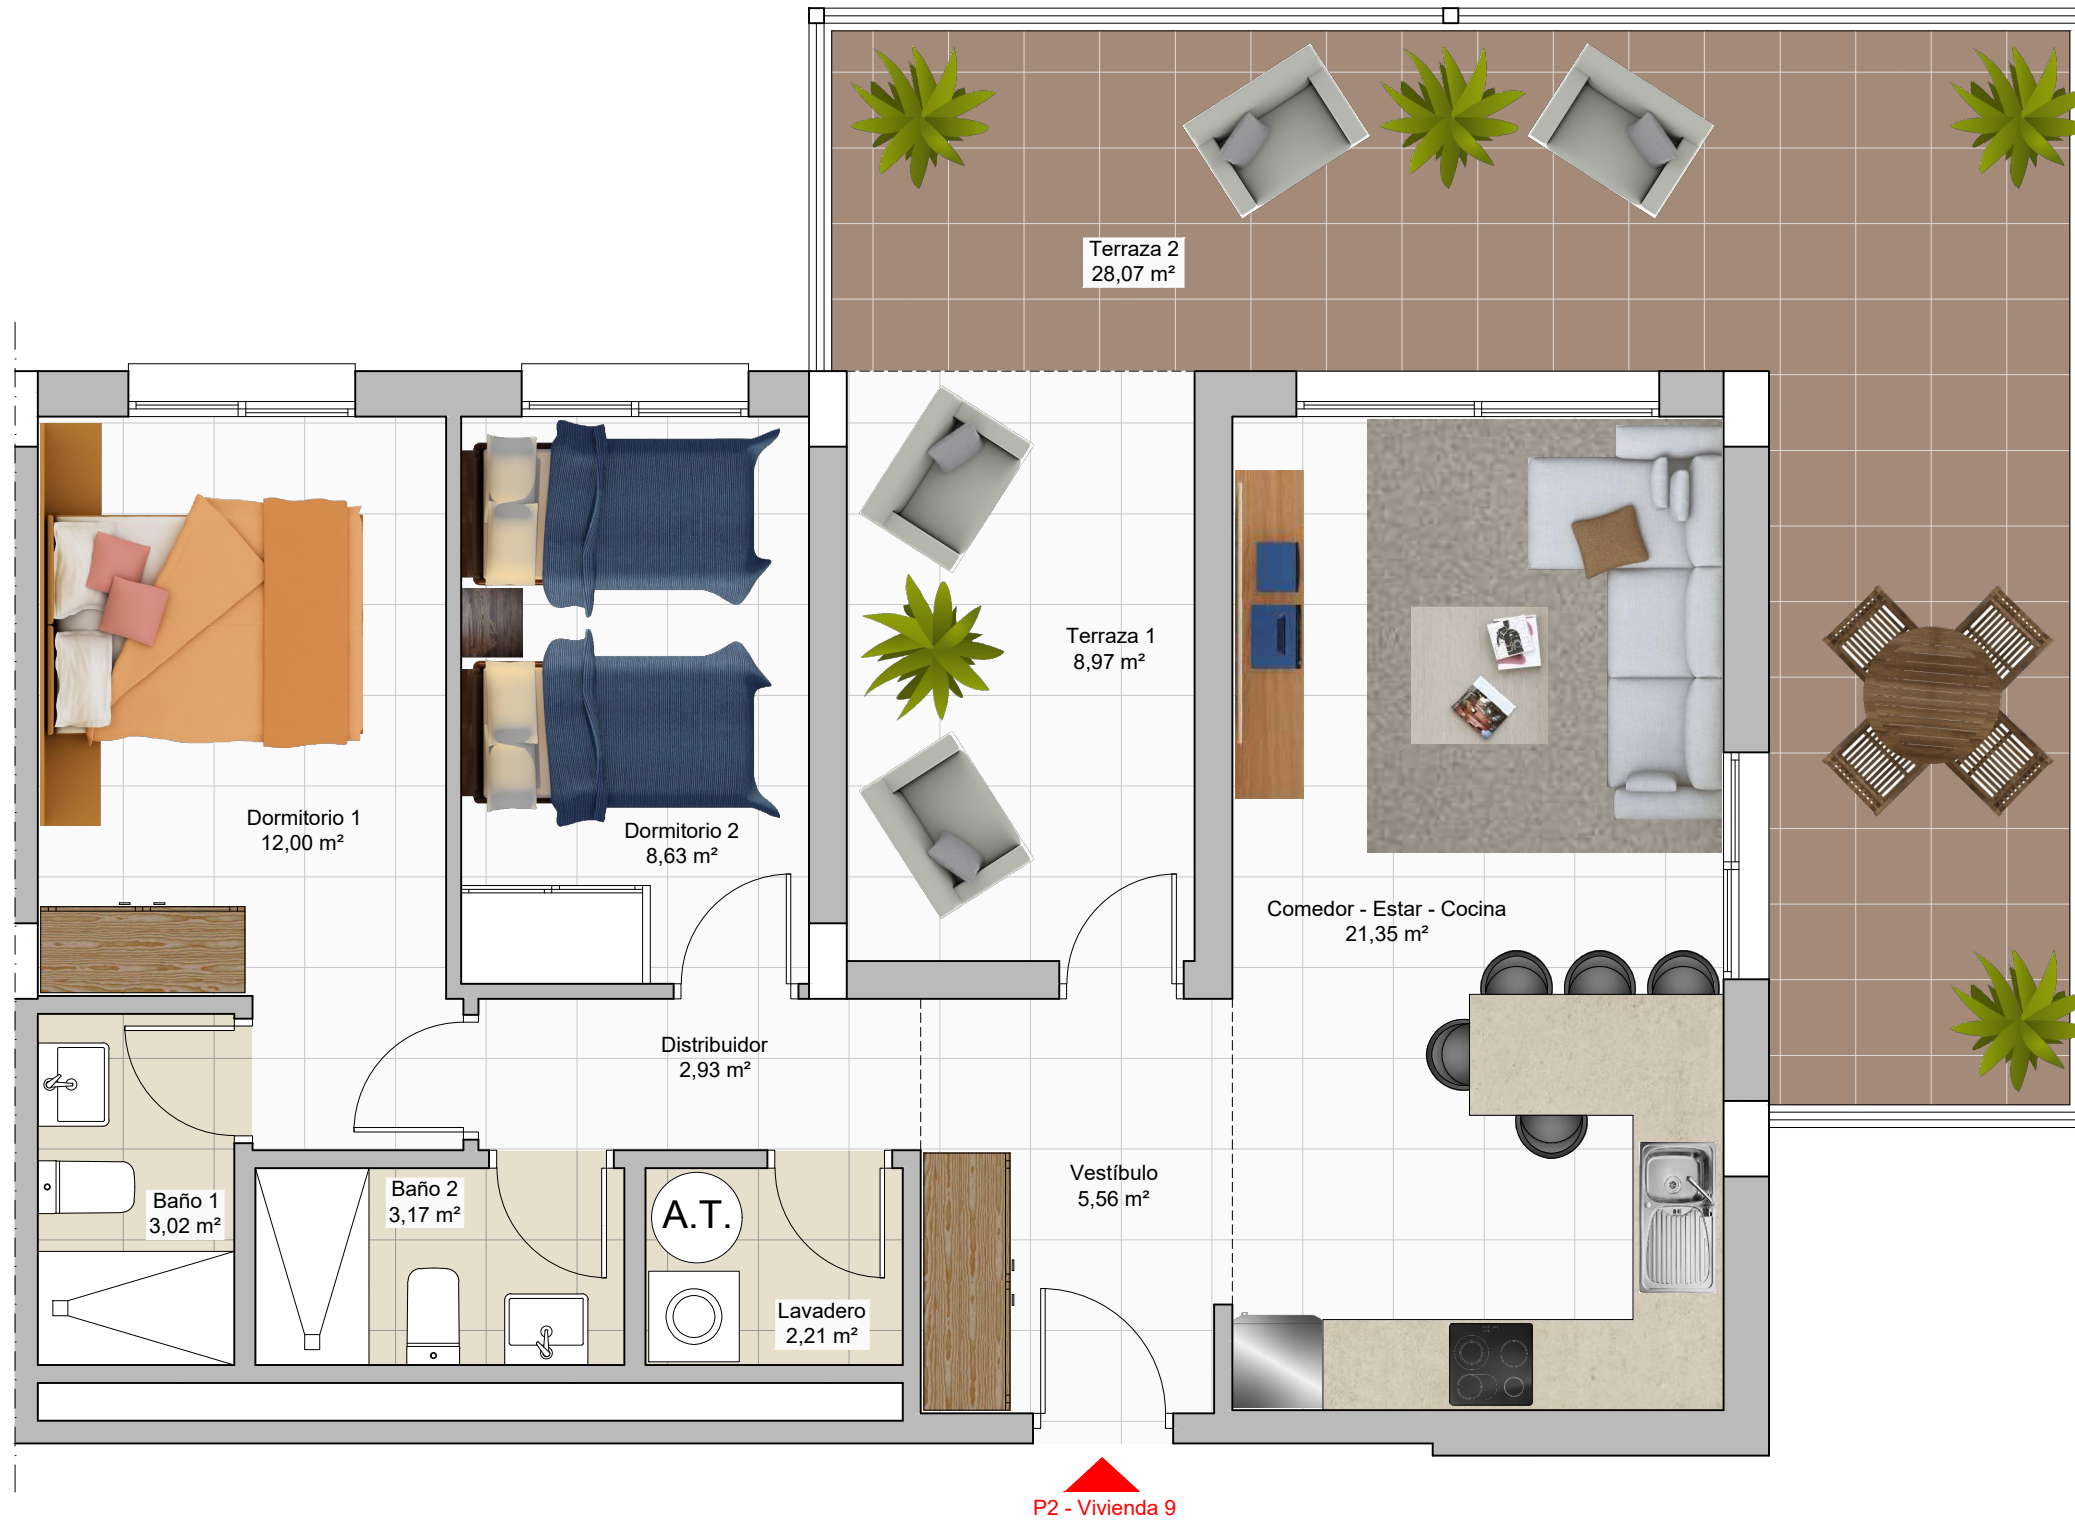 Terraza 2
28,07 m²
Terraza 1
8,97 m²
Dormitorio 1
12,00 m²
Dormitorio 2
8,63 m²
Comedor - Estar - Cocina
21,35 m²
Distribuidor
2,93 m²
Vestíbulo
5,56 m²
Baño 1
3,02 m²
Baño 2
3,17 m²
A.T.
Lavadero
2,21 m²
P2 - Vivienda 9